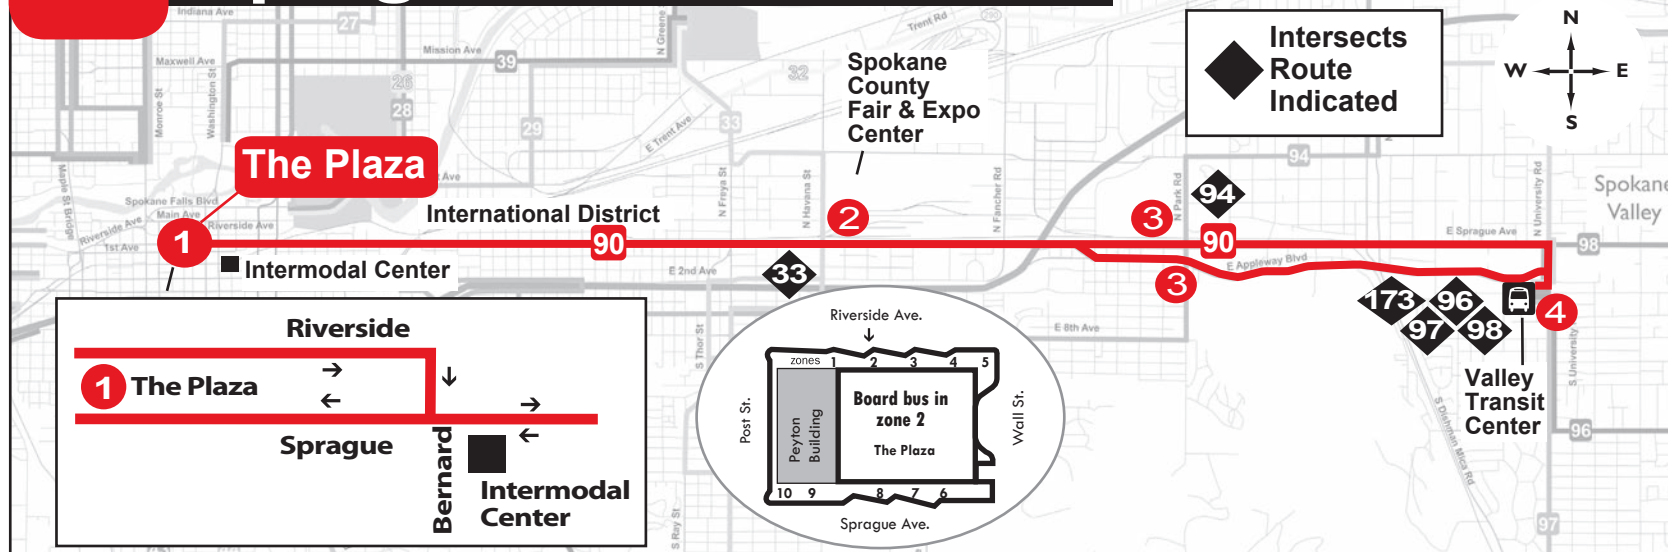 Indiana Ave
27
Mission Ave
39
Maxwell Ave
Monroe St
Washington St
26
28
29
N Greene
E Trent Ave
32
33
Trent Rd
290
Spokane
County
Fair & Expo
Center
Intersects
Route
Indicated
N
W
E
S
The Plaza
Ave
Maple St Bridge
Spokane Falls Blvd
Main Ave
Riverside Ave
Riverside Ave
1st Ave
1
International District
90
Intermodal Center
N Freya St
N Havana St
N Fancher Rd
N Park Rd
N University Rd
2
3
94
94
90
E Sprague Ave
98
Spokane
Valley
E 2nd Ave
33
E Appleway Blvd
3
173
96
97
98
4
E 8th Ave
S Thor St
S Ray St
Valley
Transit
Center
S University
S Dishman Mica Rd
96
97
Riverside
1
The Plaza
Sprague
Bernard
Intermodal
Center
Riverside Ave.
zones
1
2
3
4
5
Post St.
Peyton
Building
Board bus in
zone 2
The Plaza
Wall St.
10
9
8
7
6
Sprague Ave.